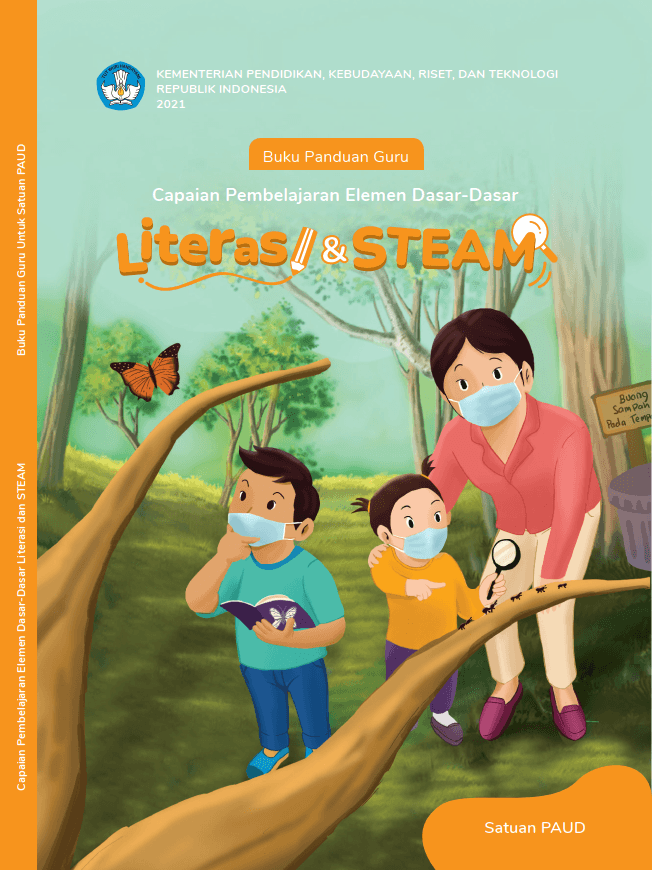 KEMENTERIAN PENDIDIKAN, KEBUDAYAAN, RISET, DAN TEKNOLOGI
REPUBLIK INDONESIA
2021
Buku Panduan Guru
Capaian Pembelajaran Elemen Dasar-Dasar
Literasi & STEAM
Buang
Sampah
Pada Temp
Satuan PAUD
Buku Panduan Guru Untuk Satuan PAUD
Capaian Pembelajaran Elemen Dasar-Dasar Literasi dan STEAM